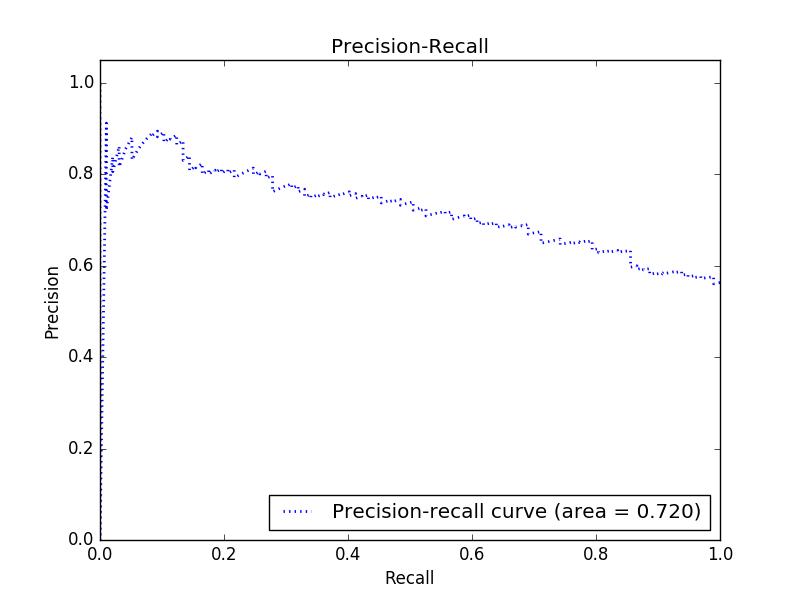 Precision-Recall
1.0
0.8
0.6
0.4
0.2
0.0
Precision
Precision-recall curve (area = 0.720)
0.0 0.2 0.4 0.6 0.8 1.0
Recall